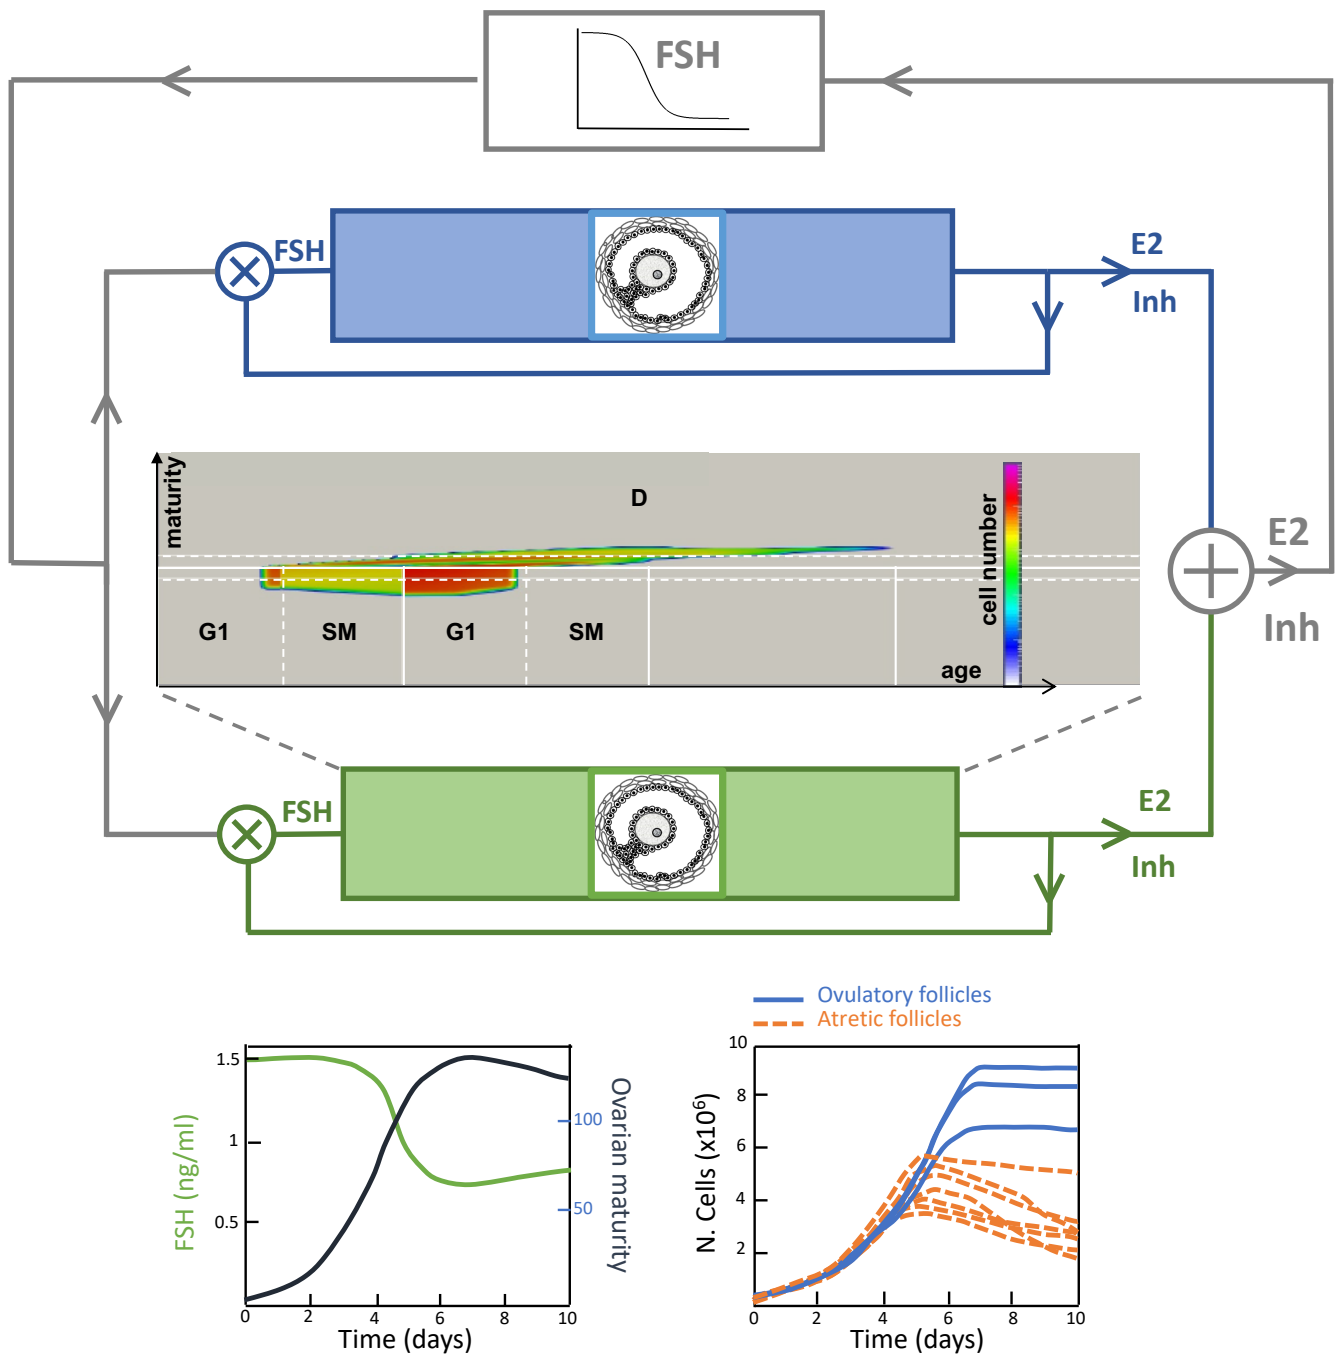 FSH
FSH
E2
Inh
maturity
D
cell number
E2
Inh
G1
SM
G1
SM
age
FSH
E2
Inh
Ovulatory follicles
Atretic follicles
FSH (ng/ml)
1.5
1
0.5
100
50
Ovarian maturity
0 2 4 6 8 10
Time (days)
N. Cells (x10⁶)
10
8
6
4
2
0 2 4 6 8 10
Time (days)